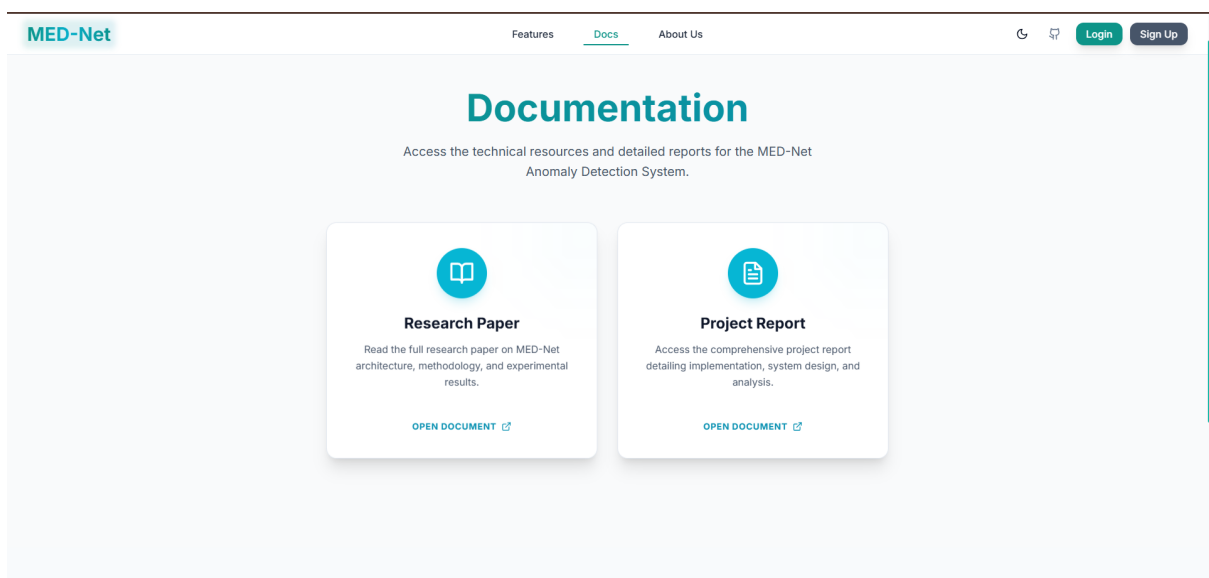 MED-Net
Features
Docs
About Us
Login
Sign Up
Documentation
Access the technical resources and detailed reports for the MED-Net
Anomaly Detection System.
Research Paper
Read the full research paper on MED-Net
architecture, methodology, and experimental
results.
OPEN DOCUMENT
Project Report
Access the comprehensive project report
detailing implementation, system design, and
analysis.
OPEN DOCUMENT